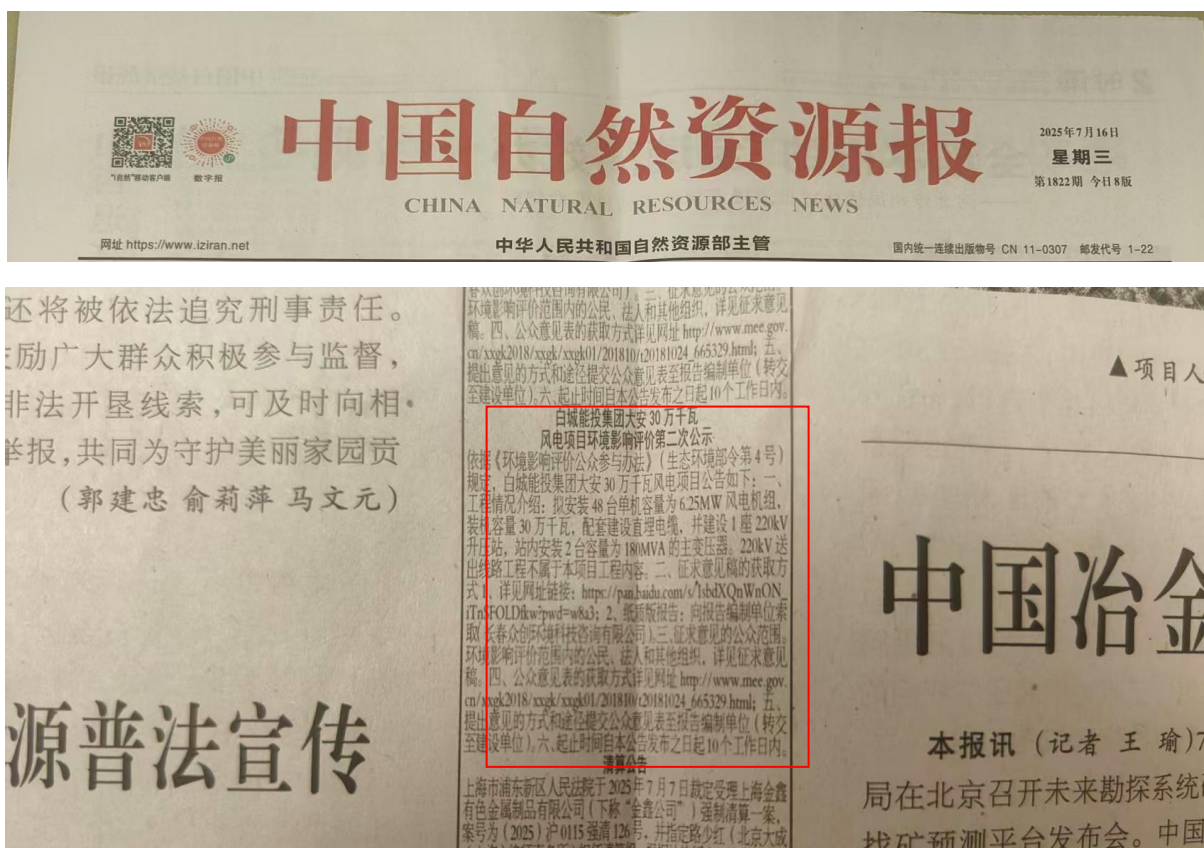 中国自然资源报
CHINA NATURAL RESOURCES NEWS
"自然"移动客户端
数字报
2025年7月16日
星期三
第1822期 今日8版
网址 https://www.iziran.net
中华人民共和国自然资源部主管
国内统一连续出版物号 CN 11-0307 邮发代号 1-22
还将被依法追究刑事责任。
励广大群众积极参与监督，
非法开垦线索，可及时向相
举报，共同为守护美丽家园贡
（郭建忠 俞莉萍 马文元）
源普法宣传
环境影响评价范围内的公民、法人和其他组织，详见征求意见
稿。四、公众意见表的获取方式详见网址 http://www.mee.gov.
cn/xxgk2018/xxgk/xxgk01/201810/t20181024_665329.html；五、
提出意见的方式和途径提交公众意见表至报告编制单位（转交
至建设单位）。六、起止时间自本公告发布之日起10个工作日内。
白城能投集团大安30万千瓦
风电项目环境影响评价第二次公示
依据《环境影响评价公众参与办法》（生态环境部令第4号）
规定，白城能投集团大安30万千瓦风电项目公告如下：一、
工程情况介绍：拟安装48台单机容量为6.25MW风电机组，
装机容量30万千瓦，配套建设直埋电缆，并建设1座220kV
升压站，站内安装2台容量为180MVA的主变压器。220kV送
出线路工程不属于本项目工程内容。二、征求意见稿的获取方
式1、详见网址链接：https://pan.baidu.com/s/1sbdXQnWnON_
iTnSFOLDfkw?pwd=w8a3；2、纸质版报告：向报告编制单位索
取（长春众创环境科技咨询有限公司）。三、征求意见的公众范围。
环境影响评价范围内的公民、法人和其他组织，详见征求意见
稿。四、公众意见表的获取方式详见网址 http://www.mee.gov.
cn/xxgk2018/xxgk/xxgk01/201810/t20181024_665329.html；五、
提出意见的方式和途径提交公众意见表至报告编制单位（转交
至建设单位）。六、起止时间自本公告发布之日起10个工作日内。
清算公告
上海市浦东新区人民法院于2025年7月7日裁定受理上海金鑫
有色金属制品有限公司（下称"金鑫公司"）强制清算一案，
案号为（2025）沪0115强清126号，并指定路少红（北京大成
▲项目人
中国冶金
本报讯（记者 王 瑜）7
局在北京召开未来勘探系统
找矿预测平台发布会。中国